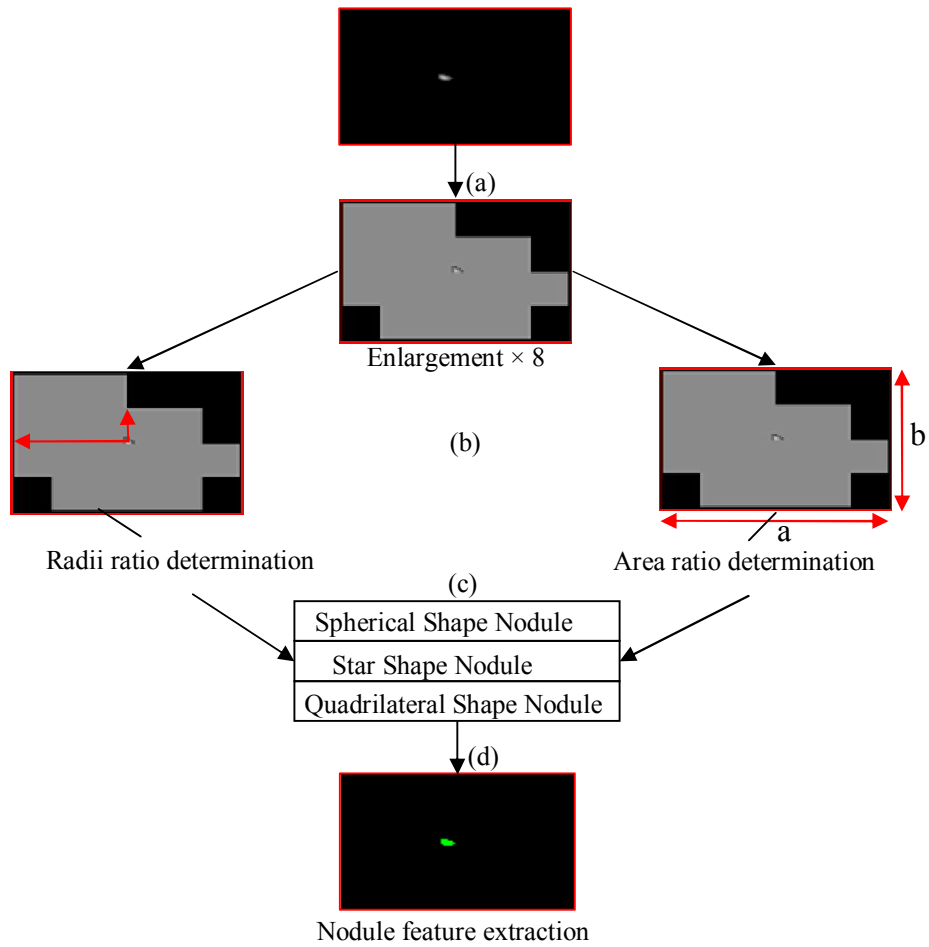 (a)
Enlargement × 8
(b)
b
a
Radii ratio determination
Area ratio determination
(c)
Spherical Shape Nodule
Star Shape Nodule
Quadrilateral Shape Nodule
(d)
Nodule feature extraction